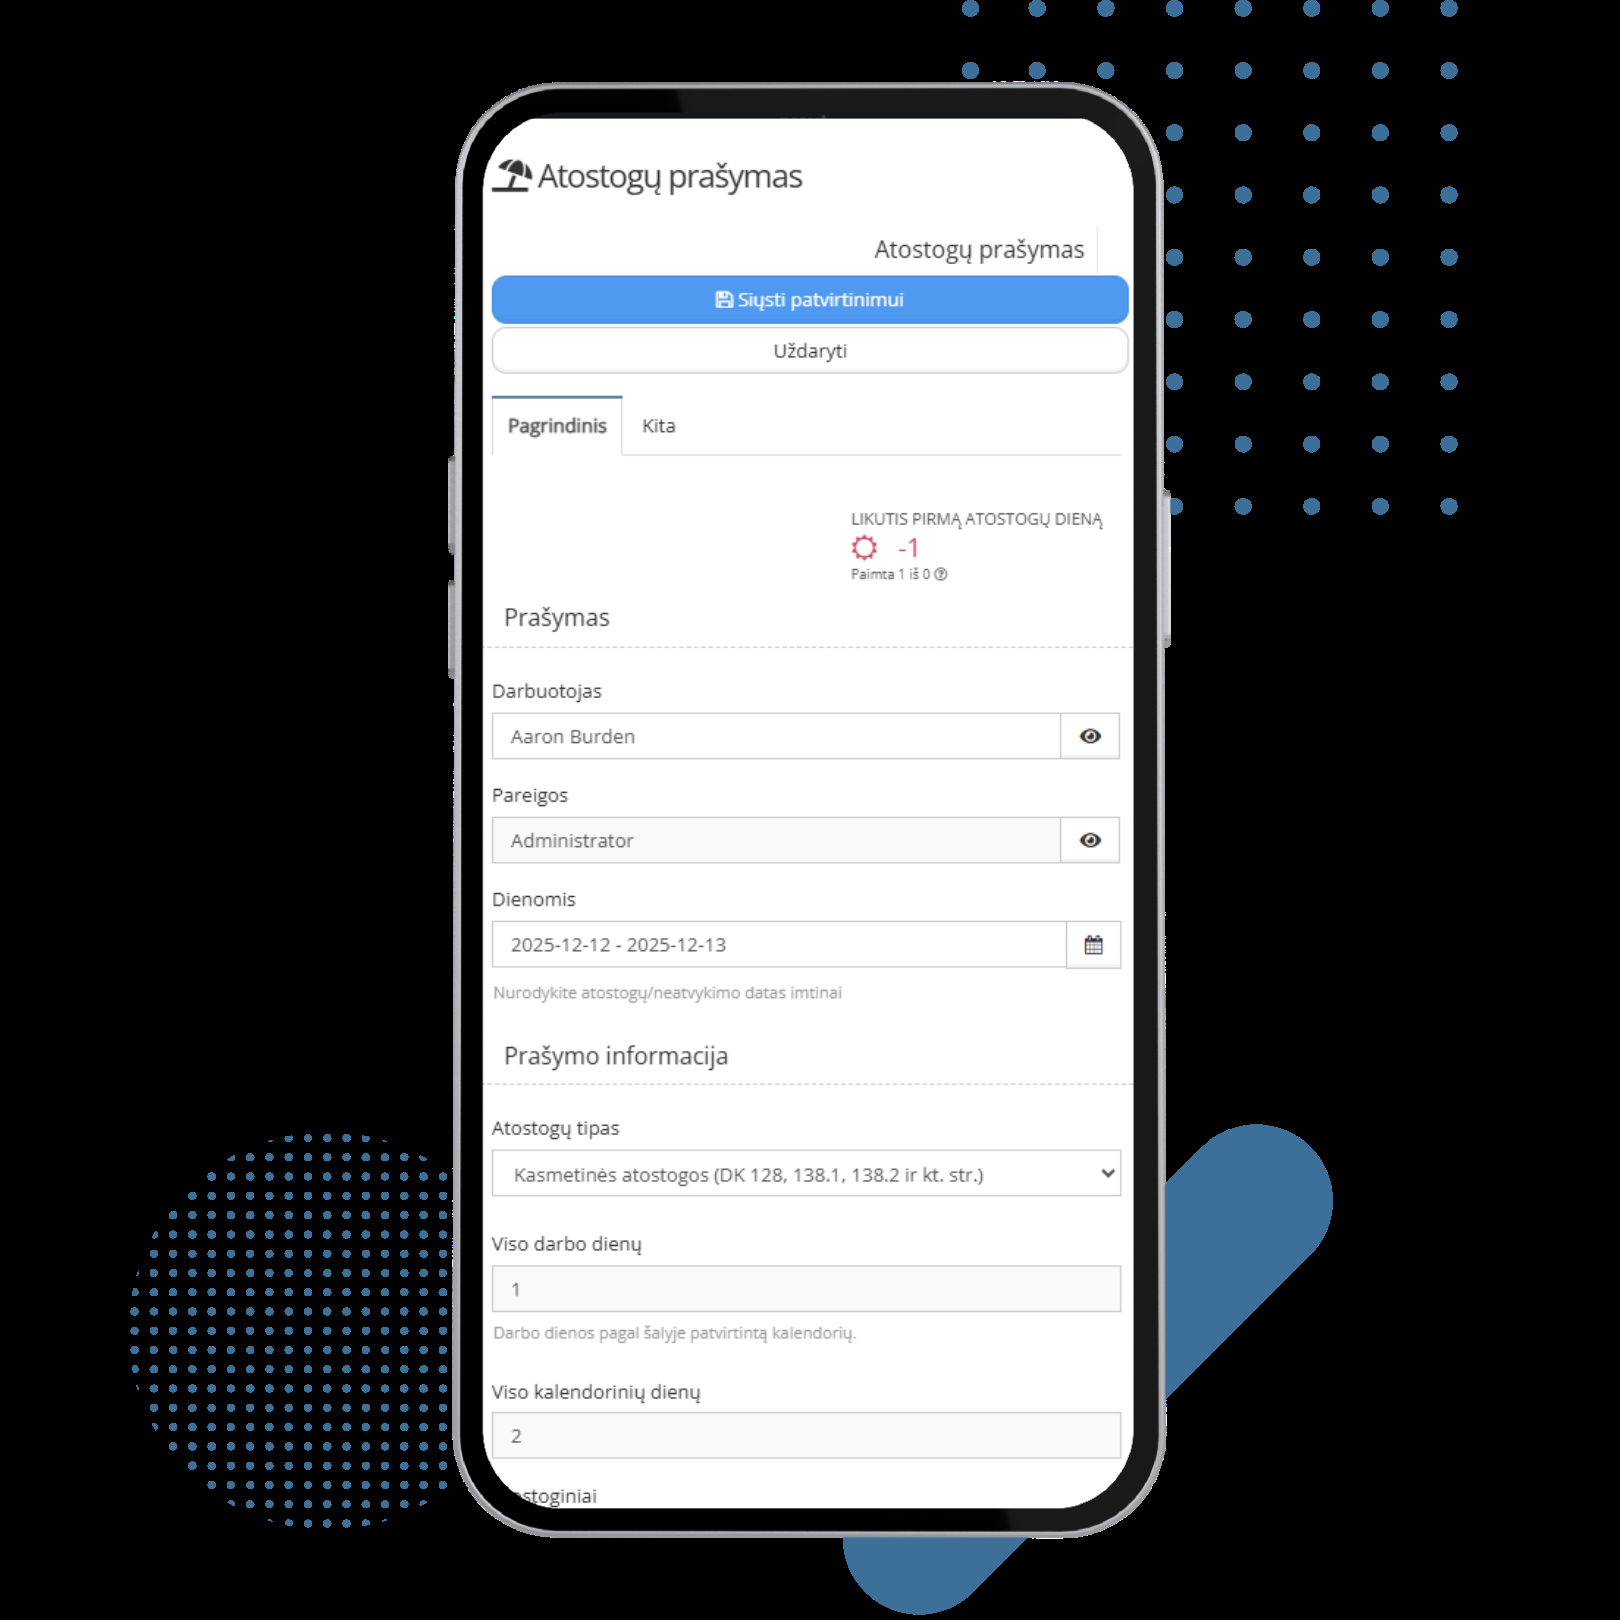 Atostogų prašymas
Atostogų prašymas
Siųsti patvirtinimui
Uždaryti
Pagrindinis Kita
LIKUTIS PIRMĄ ATOSTOGŲ DIENĄ
-1
Paimta 1 iš 0
Prašymas
Darbuotojas
Aaron Burden
Pareigos
Administrator
Dienomis
2025-12-12 - 2025-12-13
Nurodykite atostogų/neatvykimo datas imtinai
Prašymo informacija
Atostogų tipas
Kasmetinės atostogos (DK 128, 138.1, 138.2 ir kt. str.)
Viso darbo dienų
1
Darbo dienos pagal šalyje patvirtintą kalendorių.
Viso kalendorinių dienų
2